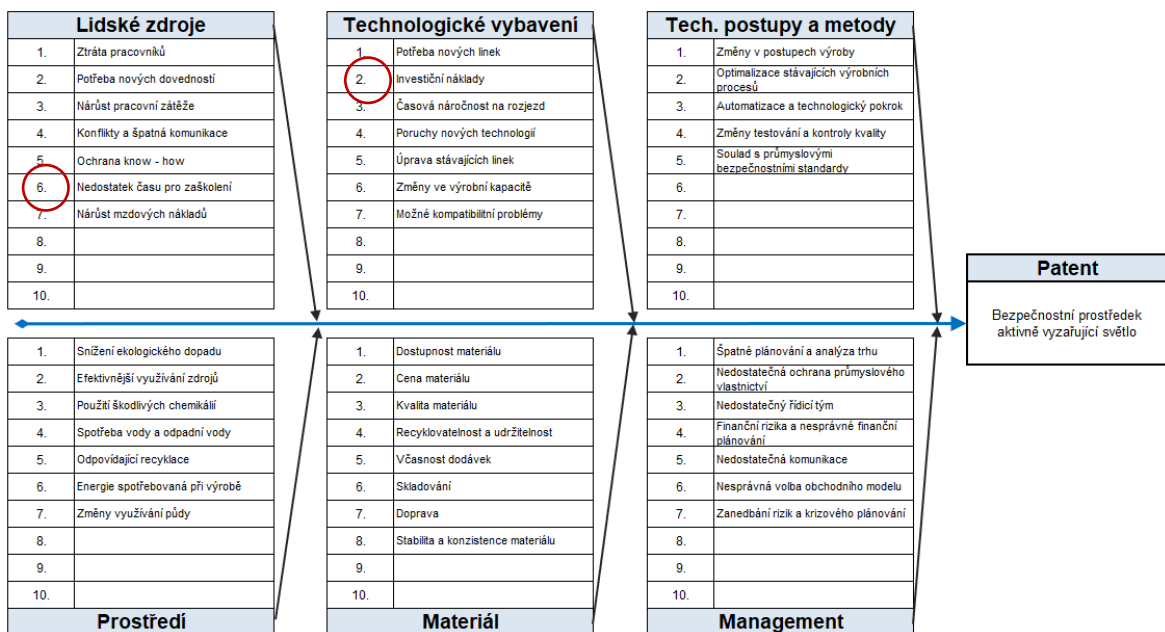 Lidské zdroje
1. Ztráta pracovníků
2. Potřeba nových dovedností
3. Nárůst pracovní zátěže
4. Konflikty a špatná komunikace
5. Ochrana know - how
6. Nedostatek času pro zaškolení
7. Nárůst mzdových nákladů
8.
9.
10.
Technologické vybavení
1. Potřeba nových linek
2. Investiční náklady
3. Časová náročnost na rozjezd
4. Poruchy nových technologií
5. Úprava stávajících linek
6. Změny ve výrobní kapacitě
7. Možné kompatibilitní problémy
8.
9.
10.
Tech. postupy a metody
1. Změny v postupech výroby
2. Optimalizace stávajících výrobních
procesů
3. Automatizace a technologický pokrok
4. Změny testování a kontroly kvality
5. Soulad s průmyslovými
bezpečnostními standardy
6.
7.
8.
9.
10.
Patent
Bezpečnostní prostředek
aktivně vyzařující světlo
1. Snížení ekologického dopadu
2. Efektivnější využívání zdrojů
3. Použití škodlivých chemikálií
4. Spotřeba vody a odpadní vody
5. Odpovídající recyklace
6. Energie spotřebovaná při výrobě
7. Změny využívání půdy
8.
9.
10.
Prostředí
1. Dostupnost materiálu
2. Cena materiálu
3. Kvalita materiálu
4. Recyklovatelnost a udržitelnost
5. Včasnost dodávek
6. Skladování
7. Doprava
8. Stabilita a konzistence materiálu
9.
10.
Materiál
1. Špatné plánování a analýza trhu
2. Nedostatečná ochrana průmyslového
vlastnictví
3. Nedostatečný řídicí tým
4. Finanční rizika a nesprávné finanční
plánování
5. Nedostatečná komunikace
6. Nesprávná volba obchodního modelu
7. Zanedbání rizik a krizového plánování
8.
9.
10.
Management